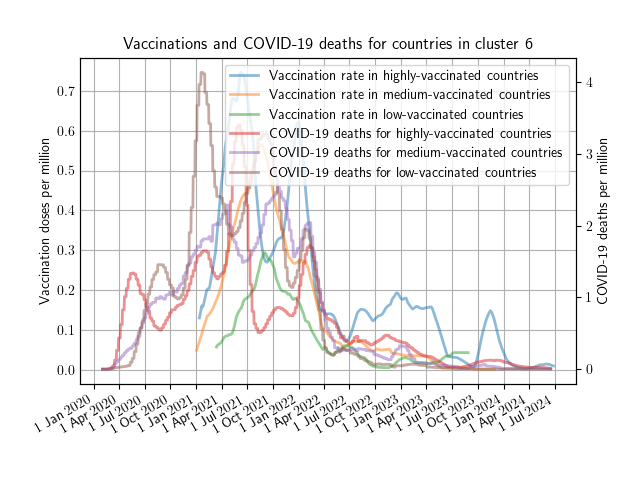 Vaccinations and COVID-19 deaths for countries in cluster 6
Vaccination rate in highly-vaccinated countries
Vaccination rate in medium-vaccinated countries
Vaccination rate in low-vaccinated countries
COVID-19 deaths for highly-vaccinated countries
COVID-19 deaths for medium-vaccinated countries
COVID-19 deaths for low-vaccinated countries
Vaccination doses per million
0.7
0.6
0.5
0.4
0.3
0.2
0.1
0.0
COVID-19 deaths per million
4
3
2
1
0
1 Jan 2020
1 Apr 2020
1 Jul 2020
1 Oct 2020
1 Jan 2021
1 Apr 2021
1 Jul 2021
1 Oct 2021
1 Jan 2022
1 Apr 2022
1 Jul 2022
1 Oct 2022
1 Jan 2023
1 Apr 2023
1 Jul 2023
1 Oct 2023
1 Jan 2024
1 Apr 2024
1 Jul 2024